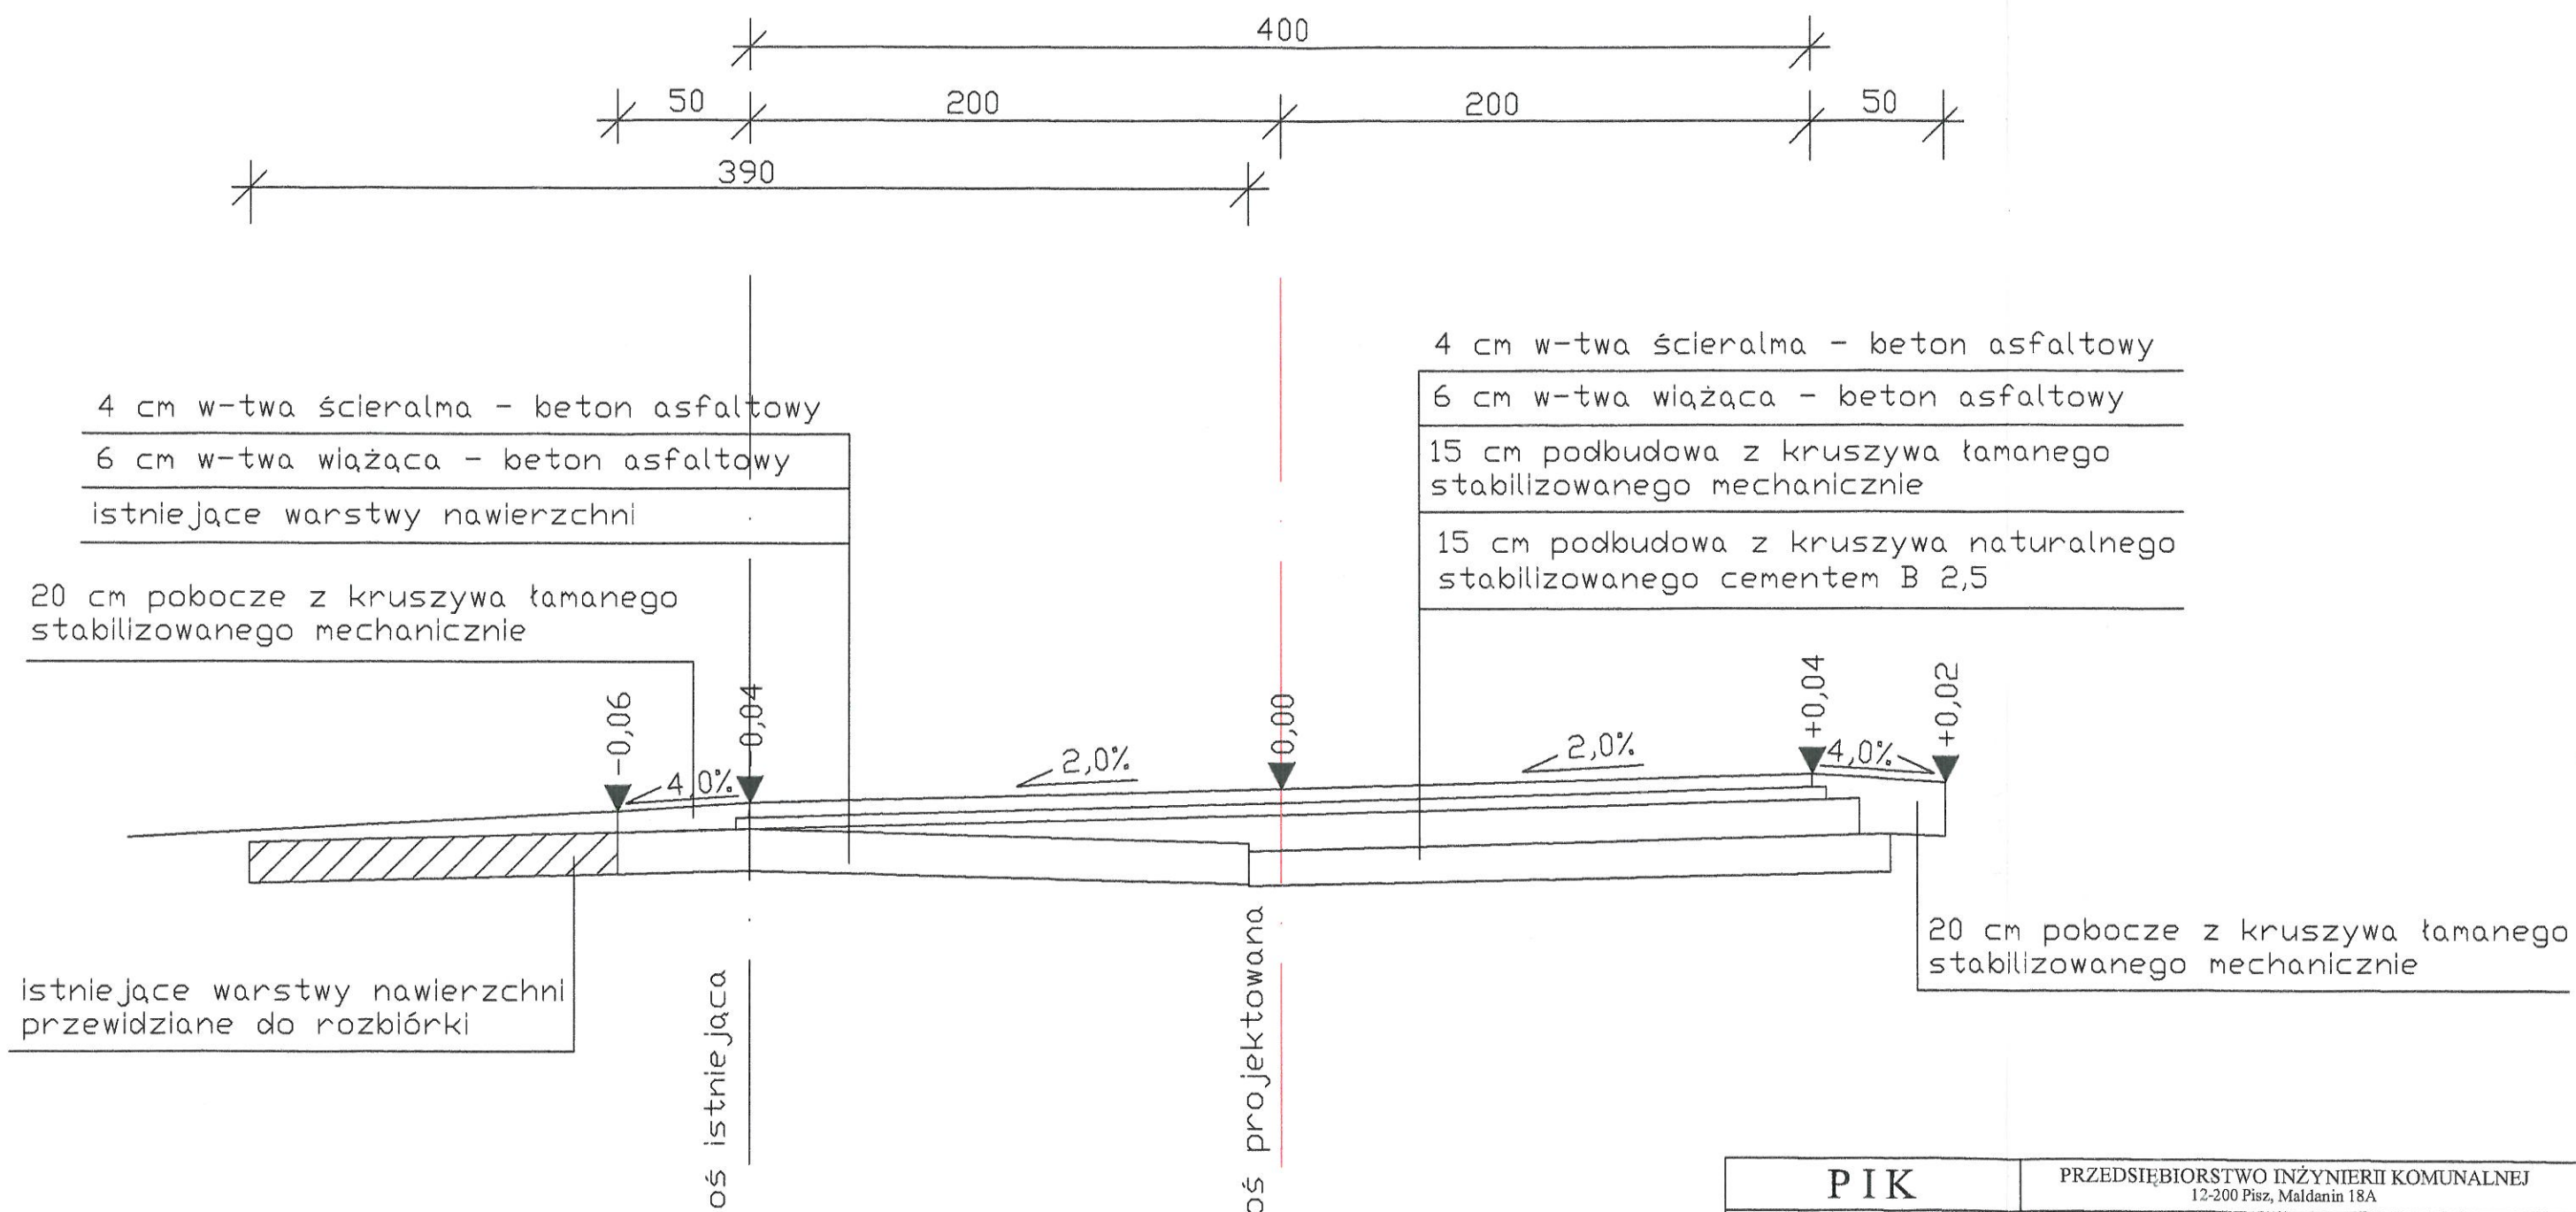 400
50
200
200
50
390
4 cm w-twa ścieralma - beton asfaltowy
6 cm w-twa wiążąca - beton asfaltowy
istniejące warstwy nawierzchni
20 cm pobocze z kruszywa łamanego
stabilizowanego mechanicznie
4 cm w-twa ścieralma - beton asfaltowy
6 cm w-twa wiążąca - beton asfaltowy
15 cm podbudowa z kruszywa łamanego
stabilizowanego mechanicznie
15 cm podbudowa z kruszywa naturalnego
stabilizowanego cementem B 2,5
-0,06
-0,04
0,00
+0,04
+0,02
4,0%
2,0%
2,0%
4,0%
istniejące warstwy nawierzchni
przewidziane do rozbiórki
20 cm pobocze z kruszywa łamanego
stabilizowanego mechanicznie
oś istniejąca
oś projektowana
PIK
PRZEDSIĘBIORSTWO INŻYNIERII KOMUNALNEJ
12-200 Pisz, Maldanin 18A